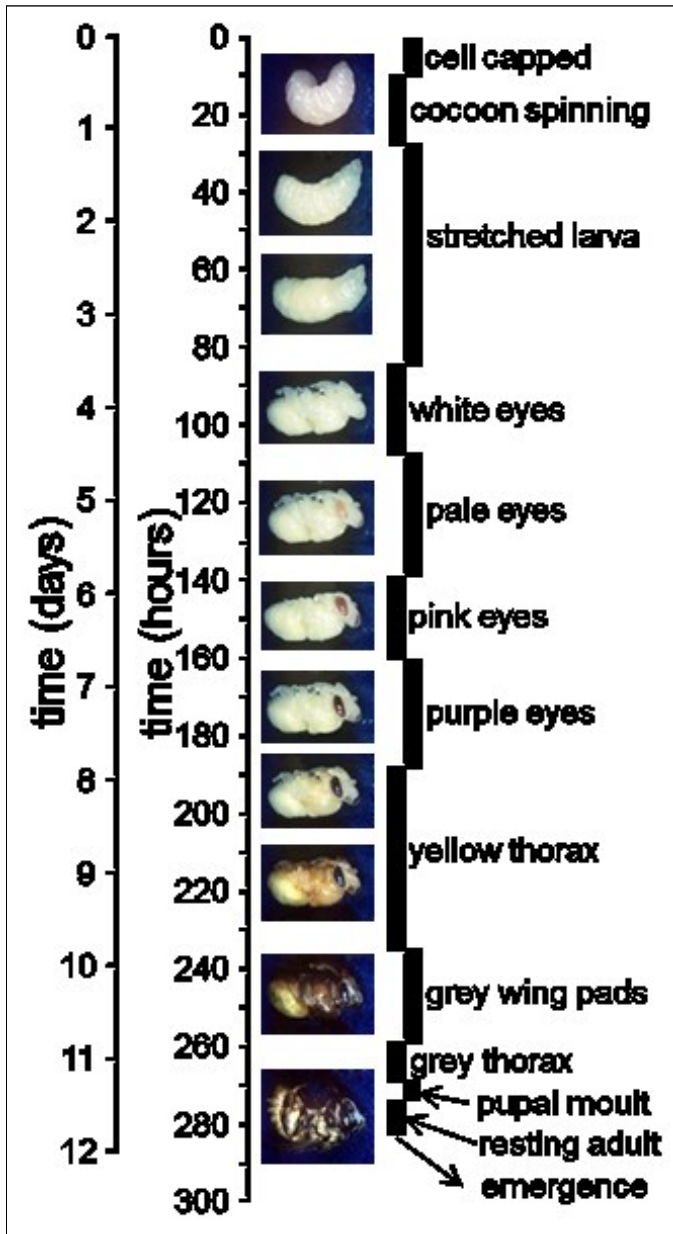 0
1
2
3
4
5
6
7
8
9
10
11
12
time (days)
0
20
40
60
80
100
120
140
160
180
200
220
240
260
280
300
time (hours)
cell capped
cocoon spinning
stretched larva
white eyes
pale eyes
pink eyes
purple eyes
yellow thorax
grey wing pads
grey thorax
pupal moult
resting adult
emergence